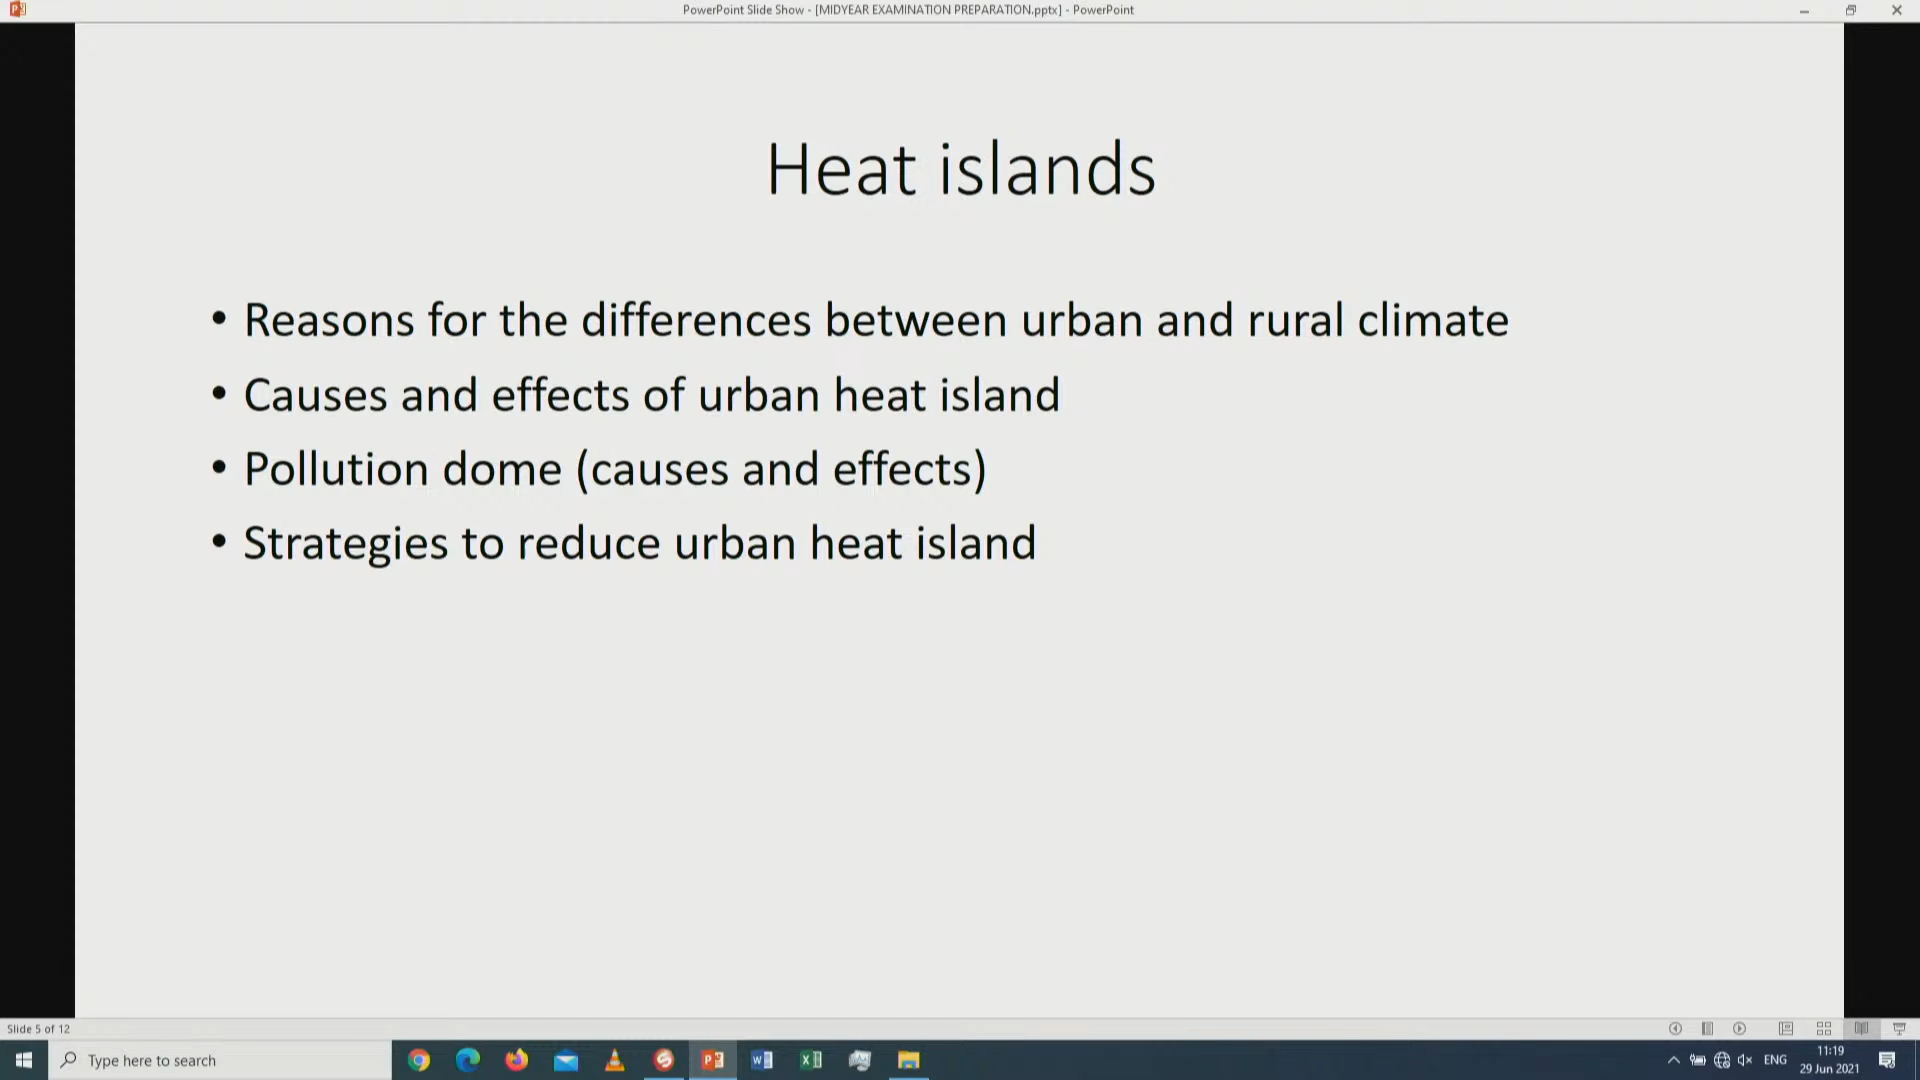 PowerPoint Slide Show - [MIDYEAR EXAMINATION PREPARATION.pptx] - PowerPoint
Heat islands
• Reasons for the differences between urban and rural climate
• Causes and effects of urban heat island
• Pollution dome (causes and effects)
• Strategies to reduce urban heat island
Slide 5 of 12
Type here to search
ENG
11:19
29 Jun 2021